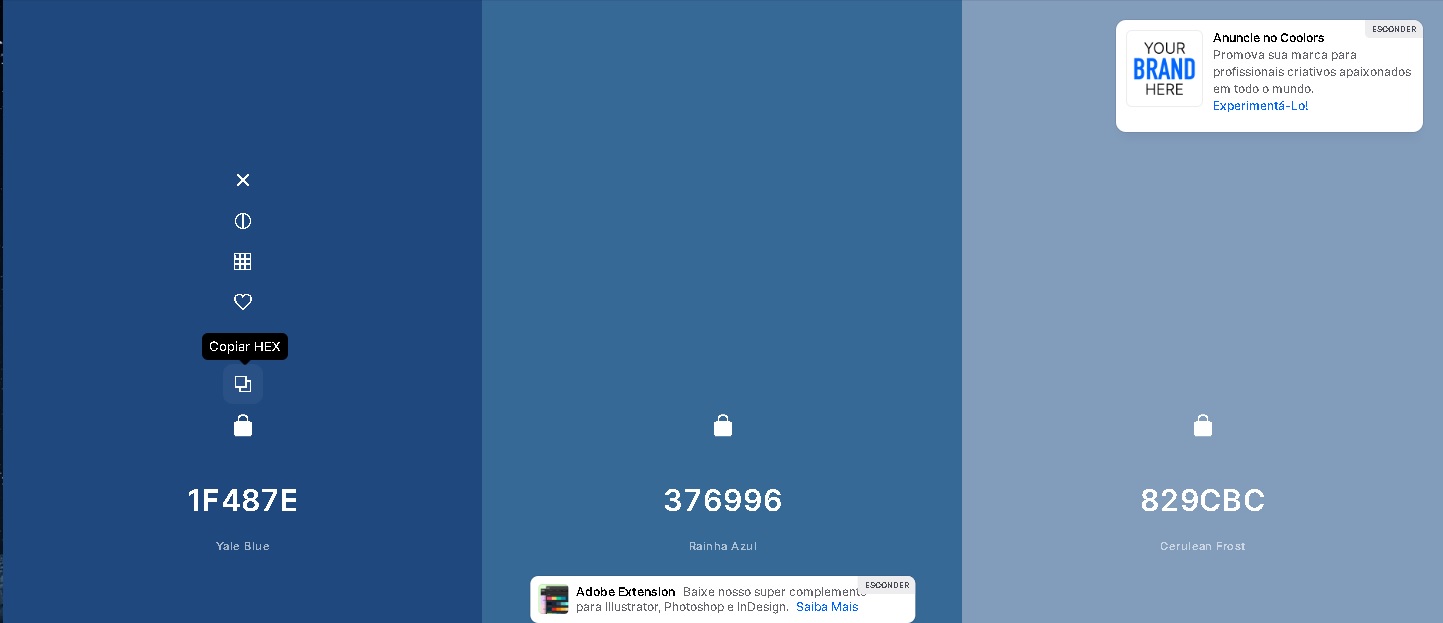 ESCONDER
YOUR
BRAND
HERE
Anuncie no Coolors
Promova sua marca para
profissionais criativos apaixonados
em todo o mundo.
Experimentá-Lo!
Copiar HEX
1F487E
376996
829CBC
Yale Blue
Rainha Azul
Cerulean Frost
ESCONDER
Adobe Extension Baixe nosso super complemento
para Illustrator, Photoshop e InDesign. Saiba Mais